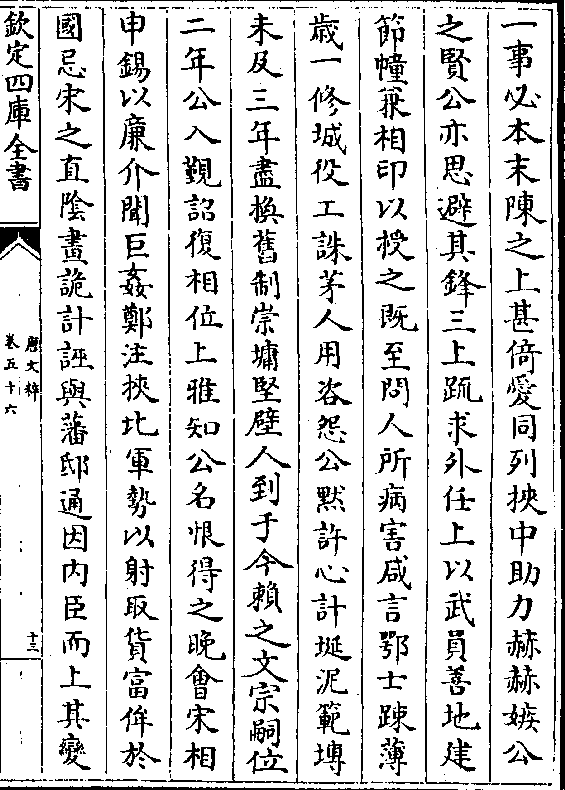 一事必本末陳之上甚倚愛同列挾中助力赫赫嫉公
之賢公亦思避其鋒三上疏求外任上以武員善地建
節幢兼相印以授之既至問人所病害咸言鄂士踈薄
歲一修城役工誅茅人用咨怨公黙許心計埏泥範塼
未及三年盡換舊制崇墉堅壁人到于今賴之文宗嗣位
二年公入覲詔復相位上雅知公名恨得之晚會宋相
申錫以亷介聞巨姦鄭注挾北軍勢以射取貨富侔於
國忌宋之直陰畫詭計誣與藩邸通因内臣而上其變
欽定四庫全書
唐文粹
卷五十六
十三